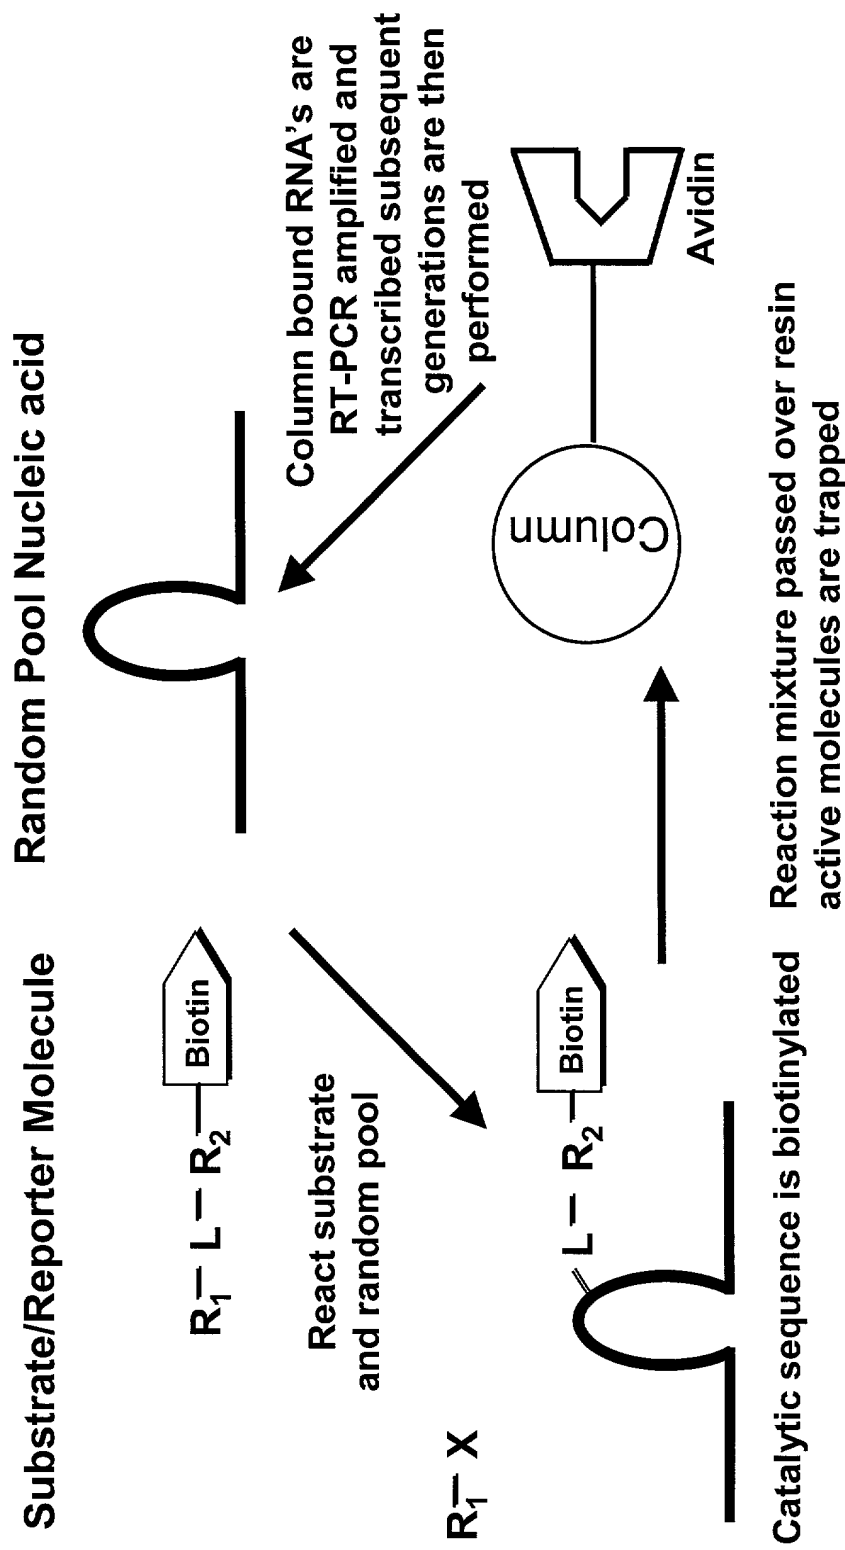 Substrate/Reporter Molecule
Random Pool Nucleic acid
R1 — L — R2 — Biotin
React substrate
and random pool
Column bound RNA's are
RT-PCR amplified and
transcribed subsequent
generations are then
performed
R1 — X
L — R2 — Biotin
Column
Avidin
Catalytic sequence is biotinylated
Reaction mixture passed over resin
active molecules are trapped